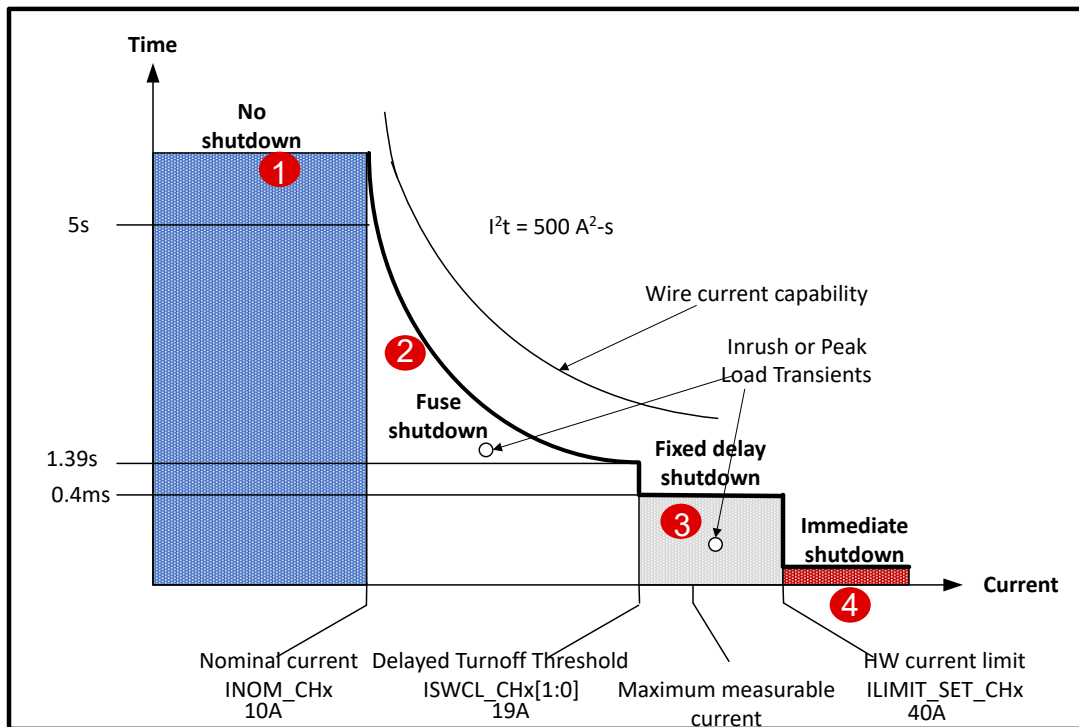 Time
No
shutdown
1
5s
I²t = 500 A²-s
Wire current capability
2
Inrush or Peak
Load Transients
Fuse
shutdown
1.39s
Fixed delay
shutdown
0.4ms
3
Immediate
shutdown
4
Current
Nominal current
INOM_CHx
10A
Delayed Turnoff Threshold
ISWCL_CHx[1:0]
19A
Maximum measurable
current
HW current limit
ILIMIT_SET_CHx
40A